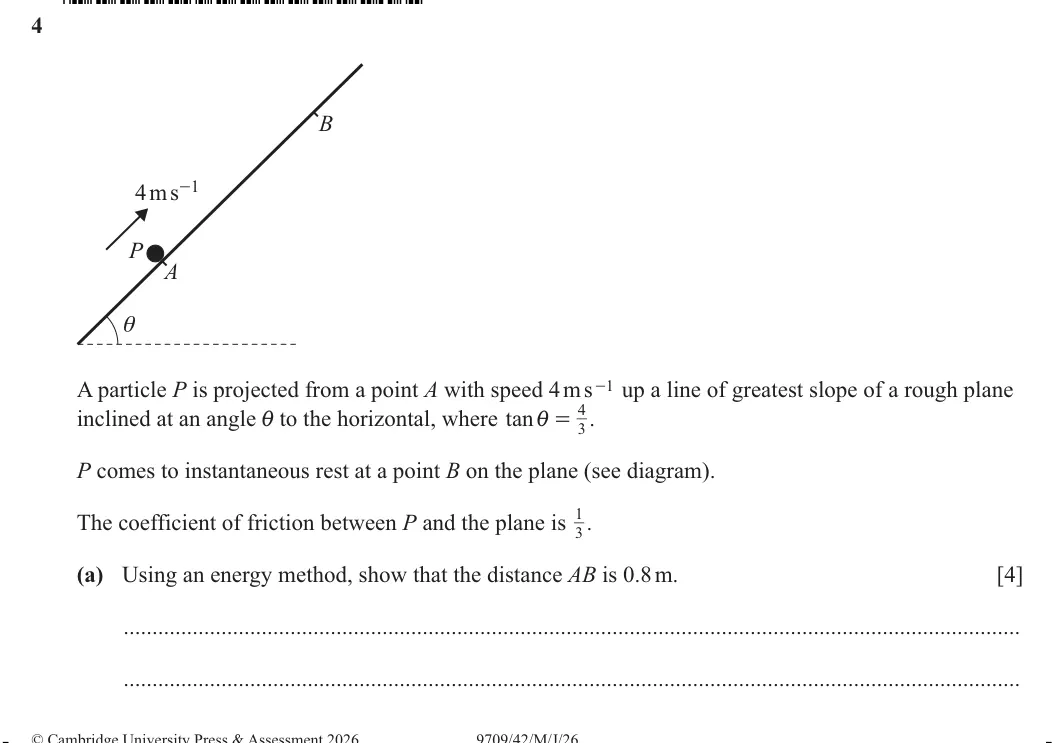 4
B
4 m s⁻¹
P
A
θ
A particle P is projected from a point A with speed 4 m s⁻¹ up a line of greatest slope of a rough plane
inclined at an angle θ to the horizontal, where tan θ = 4/3.
P comes to instantaneous rest at a point B on the plane (see diagram).
The coefficient of friction between P and the plane is 1/3.
(a) Using an energy method, show that the distance AB is 0.8 m. [4]
© Cambridge University Press & Assessment 2026 9709/42/M/J/26